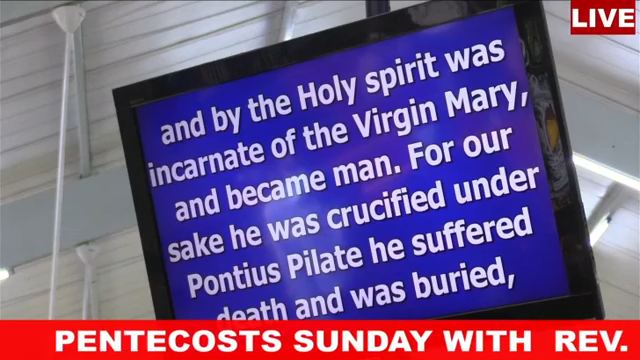 LIVE
and by the Holy spirit was
incarnate of the Virgin Mary,
and became man. For our
sake he was crucified under
Pontius Pilate he suffered
death and was buried,
PENTECOSTS SUNDAY WITH REV.